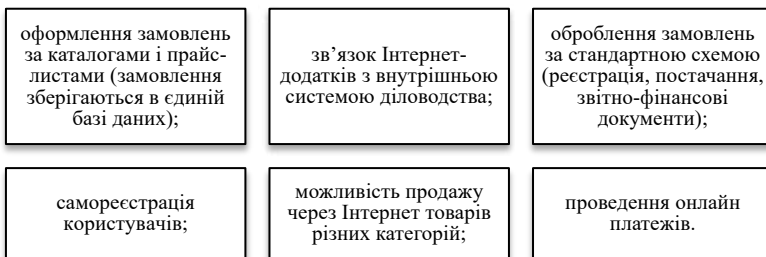 оформлення замовлень
за каталогами і прайс-
листами (замовлення
зберігаються в єдиній
базі даних);
зв’язок Інтернет-
додатків з внутрішньою
системою діловодства;
оброблення замовлень
за стандартною схемою
(реєстрація, постачання,
звітно-фінансові
документи);
самореєстрація
користувачів;
можливість продажу
через Інтернет товарів
різних категорій;
проведення онлайн
платежів.